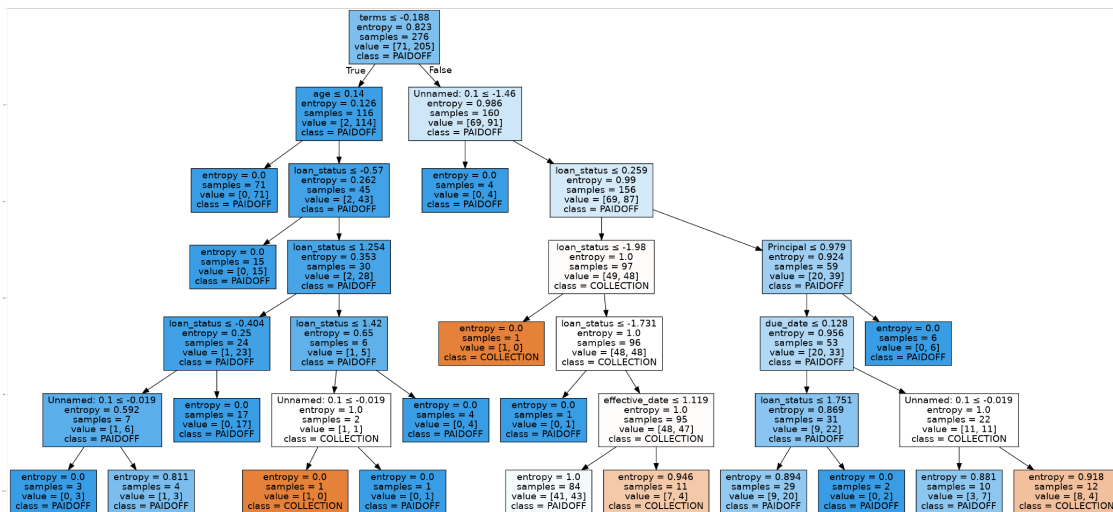 terms ≤ -0.188
entropy = 0.823
samples = 276
value = [71, 205]
class = PAIDOFF
True
False
age ≤ 0.14
entropy = 0.126
samples = 116
value = [2, 114]
class = PAIDOFF
Unnamed: 0.1 ≤ -1.46
entropy = 0.986
samples = 160
value = [69, 91]
class = PAIDOFF
entropy = 0.0
samples = 71
value = [0, 71]
class = PAIDOFF
loan_status ≤ -0.57
entropy = 0.262
samples = 45
value = [2, 43]
class = PAIDOFF
entropy = 0.0
samples = 4
value = [0, 4]
class = PAIDOFF
loan_status ≤ 0.259
entropy = 0.99
samples = 156
value = [69, 87]
class = PAIDOFF
entropy = 0.0
samples = 15
value = [0, 15]
class = PAIDOFF
loan_status ≤ 1.254
entropy = 0.353
samples = 30
value = [2, 28]
class = PAIDOFF
loan_status ≤ -1.98
entropy = 1.0
samples = 97
value = [49, 48]
class = COLLECTION
Principal ≤ 0.979
entropy = 0.924
samples = 59
value = [20, 39]
class = PAIDOFF
loan_status ≤ -0.404
entropy = 0.25
samples = 24
value = [1, 23]
class = PAIDOFF
loan_status ≤ 1.42
entropy = 0.65
samples = 6
value = [1, 5]
class = PAIDOFF
entropy = 0.0
samples = 1
value = [1, 0]
class = COLLECTION
loan_status ≤ -1.731
entropy = 1.0
samples = 96
value = [48, 48]
class = COLLECTION
due_date ≤ 0.128
entropy = 0.956
samples = 53
value = [20, 33]
class = PAIDOFF
entropy = 0.0
samples = 6
value = [0, 6]
class = PAIDOFF
Unnamed: 0.1 ≤ -0.019
entropy = 0.592
samples = 7
value = [1, 6]
class = PAIDOFF
entropy = 0.0
samples = 17
value = [0, 17]
class = PAIDOFF
Unnamed: 0.1 ≤ -0.019
entropy = 1.0
samples = 2
value = [1, 1]
class = COLLECTION
entropy = 0.0
samples = 4
value = [0, 4]
class = PAIDOFF
entropy = 0.0
samples = 1
value = [0, 1]
class = PAIDOFF
effective_date ≤ 1.119
entropy = 1.0
samples = 95
value = [48, 47]
class = COLLECTION
loan_status ≤ 1.751
entropy = 0.869
samples = 31
value = [9, 22]
class = PAIDOFF
Unnamed: 0.1 ≤ -0.019
entropy = 1.0
samples = 22
value = [11, 11]
class = COLLECTION
entropy = 0.0
samples = 3
value = [0, 3]
class = PAIDOFF
entropy = 0.811
samples = 4
value = [1, 3]
class = PAIDOFF
entropy = 0.0
samples = 1
value = [1, 0]
class = COLLECTION
entropy = 0.0
samples = 1
value = [0, 1]
class = PAIDOFF
entropy = 1.0
samples = 84
value = [41, 43]
class = PAIDOFF
entropy = 0.946
samples = 11
value = [7, 4]
class = COLLECTION
entropy = 0.894
samples = 29
value = [9, 20]
class = PAIDOFF
entropy = 0.0
samples = 2
value = [0, 2]
class = PAIDOFF
entropy = 0.881
samples = 10
value = [3, 7]
class = PAIDOFF
entropy = 0.918
samples = 12
value = [8, 4]
class = COLLECTION